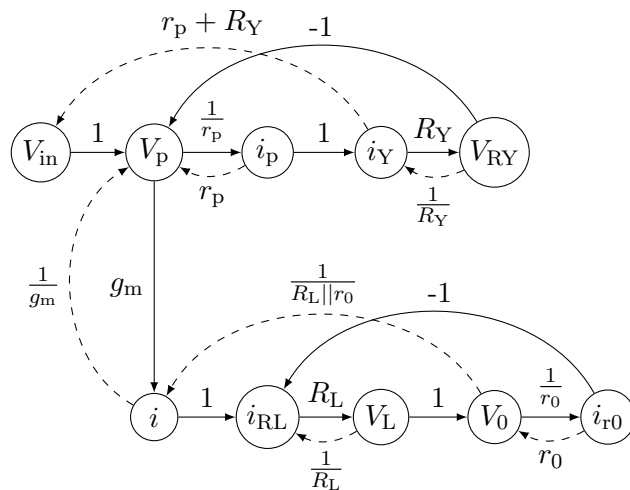 r_p + R_Y
-1
1
1/r_p
1
R_Y
V_in
V_p
i_p
i_Y
V_RY
r_p
1/R_Y
1/g_m
g_m
1/(R_L||r_0)
-1
1
R_L
1
1/r_0
i
i_RL
V_L
V_0
i_r0
1/R_L
r_0